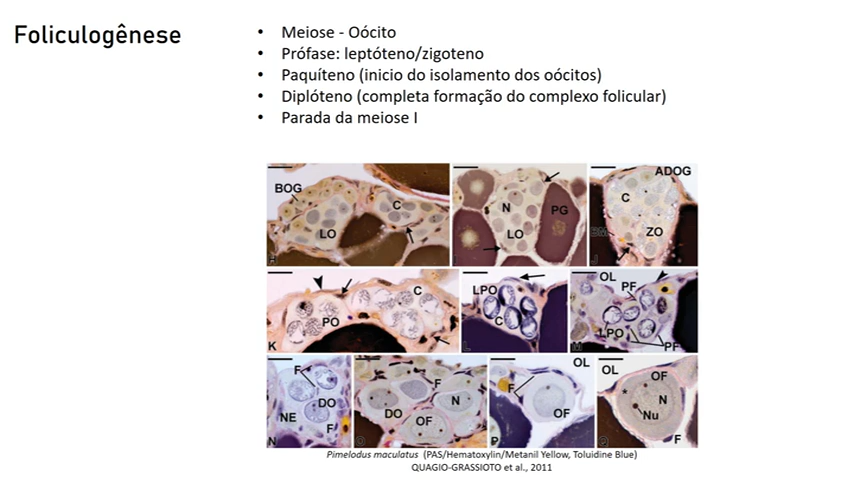 Foliculogênese
• Meiose - Oócito
• Prófase: leptóteno/zigoteno
• Paquíteno (inicio do isolamento dos oócitos)
• Diplóteno (completa formação do complexo folicular)
• Parada da meiose I
BOG
C
LO
H
N
PG
LO
I
ADOG
C
BM
ZO
J
C
PO
K
LPO
C
L
OL
PF
LPO
PF
M
F
DO
NE
F
N
F
DO
N
OF
O
OL
F
OF
P
OL
OF
*
N
Nu
F
Q
Pimelodus maculatus (PAS/Hematoxylin/Metanil Yellow, Toluidine Blue)
QUAGIO-GRASSIOTO et al., 2011